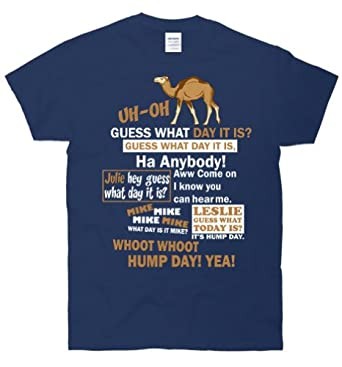 UH-OH
GUESS WHAT DAY IT IS?
GUESS WHAT DAY IT IS.
Ha Anybody!
Julie hey guess
what day it is?
Aww Come on
I know you
can hear me.
MIKE MIKE
MIKE MIKE
WHAT DAY IS IT MIKE?
LESLIE
GUESS WHAT
TODAY IS?
IT'S HUMP DAY.
WHOOT WHOOT
HUMP DAY! YEA!